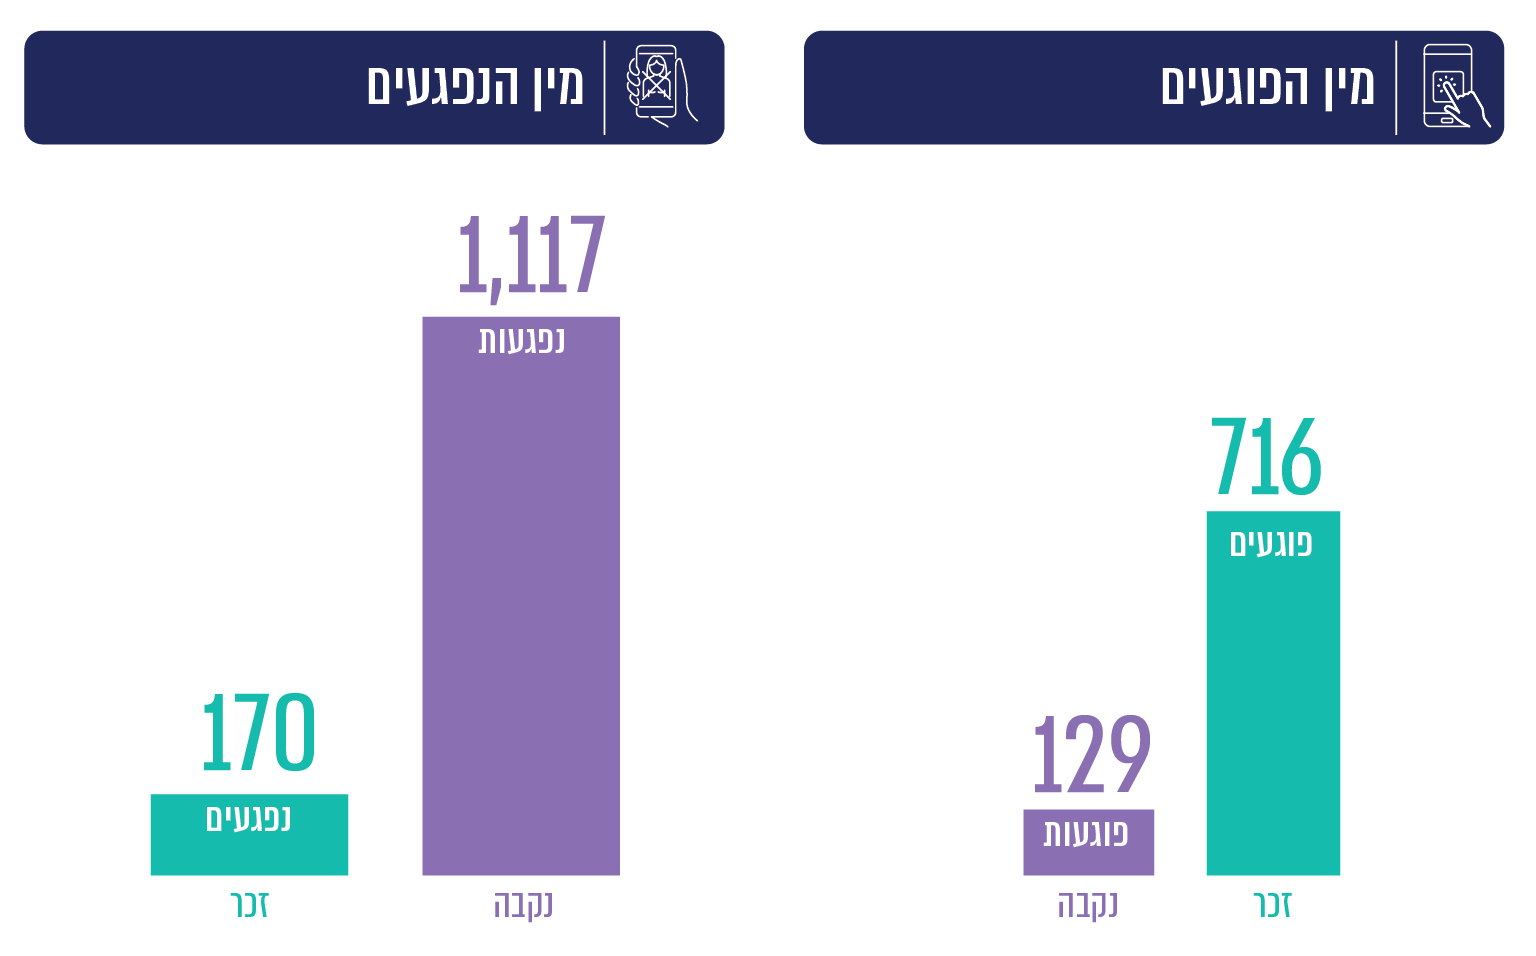 מין הפוגעים
716
פוגעים
זכר
129
פוגעות
נקבה
מין הנפגעים
1,117
נפגעות
נקבה
170
נפגעים
זכר